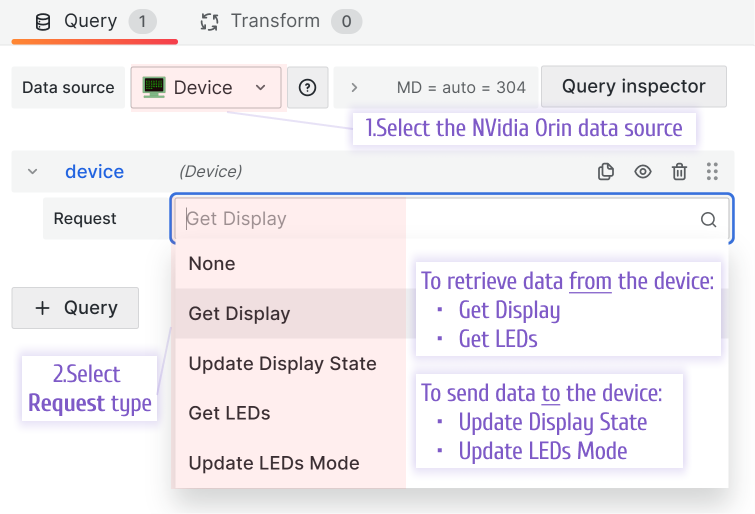 Query 1 Transform 0
Data source Device MD = auto = 304 Query inspector
1.Select the NVidia Orin data source
device (Device)
Request Get Display
None
To retrieve data from the device:
Get Display
· Get Display
· Get LEDs
+ Query
Update Display State
2.Select
Request type
To send data to the device:
Get LEDs
· Update Display State
· Update LEDs Mode
Update LEDs Mode